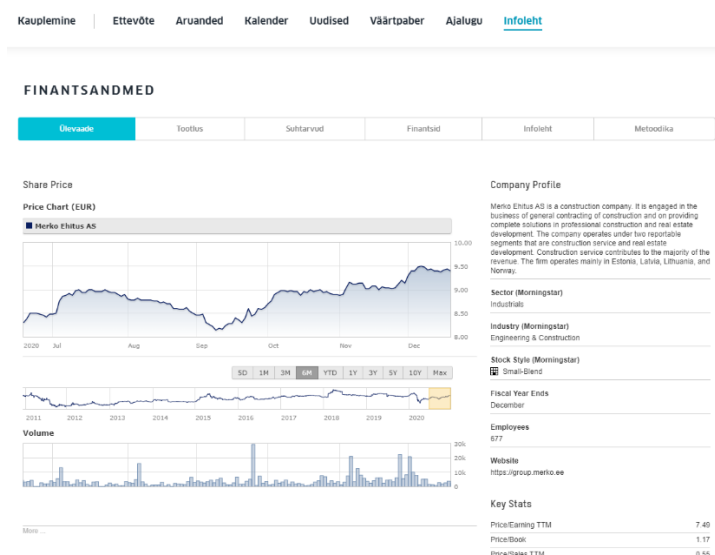 Kauplemine Ettevõte Aruanded Kalender Uudised Väärtpaber Ajalugu Infoleht
FINANTSANDMED
Ülevaade Tootlus Suhtarvud Finantsid Infoleht Metoodika
Share Price
Price Chart (EUR)
Merko Ehitus AS
10,00
9,50
9,00
8,50
8,00
2020 Jul Aug Sep Oct Nov Dec
5D 1M 3M 6M YTD 1Y 3Y 5Y 10Y Max
2011 2012 2013 2014 2015 2016 2017 2018 2019 2020
Volume
30k
20k
10k
0
More ...
Company Profile
Merko Ehitus AS is a construction company. It is engaged in the
business of general contracting of construction and on providing
complete solutions in professional construction and real estate
development. The company operates under two reportable
segments that are construction service and real estate
development. Construction service contributes to the majority of the
revenue. The firm operates mainly in Estonia, Latvia, Lithuania, and
Norway.
Sector (Morningstar)
Industrials
Industry (Morningstar)
Engineering & Construction
Stock Style (Morningstar)
Small-Blend
Fiscal Year Ends
December
Employees
677
Website
https://group.merko.ee
Key Stats
Price/Earning TTM 7.49
Price/Book 1.17
Price/Sales TTM 0.55